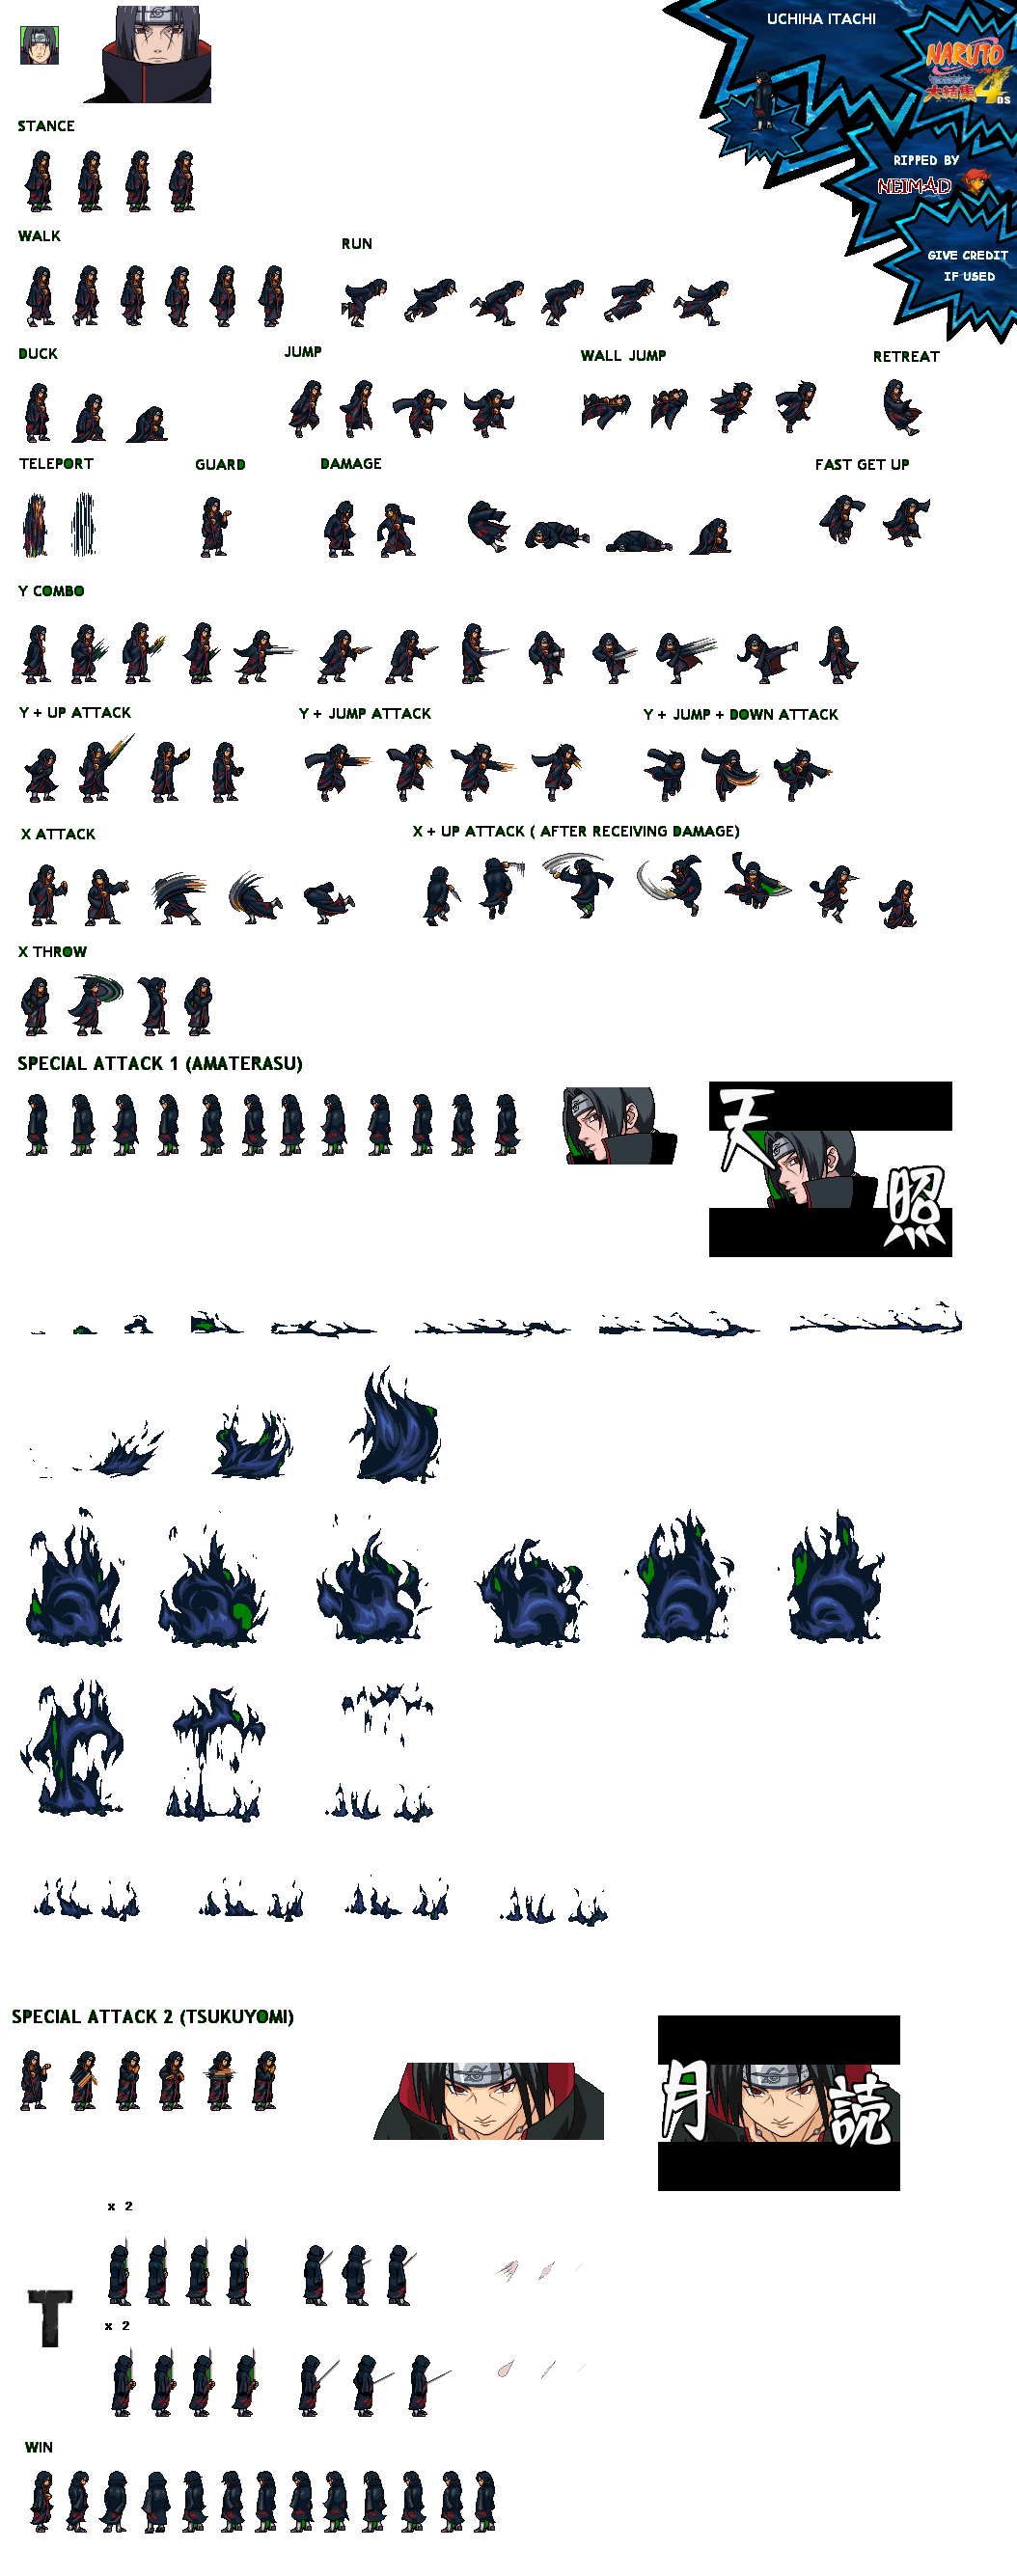 UCHIHA ITACHI
NARUTO
大結集
4
DS
STANCE
RIPPED BY
NEIMAD
WALK
RUN
GIVE CREDIT
IF USED
DUCK
JUMP
WALL JUMP
RETREAT
TELEPORT
GUARD
DAMAGE
FAST GET UP
Y COMBO
Y + UP ATTACK
Y + JUMP ATTACK
Y + JUMP + DOWN ATTACK
X ATTACK
X + UP ATTACK ( AFTER RECEIVING DAMAGE)
X THROW
SPECIAL ATTACK 1 (AMATERASU)
天
照
SPECIAL ATTACK 2 (TSUKUYOMI)
月
読
x 2
T
x 2
WIN